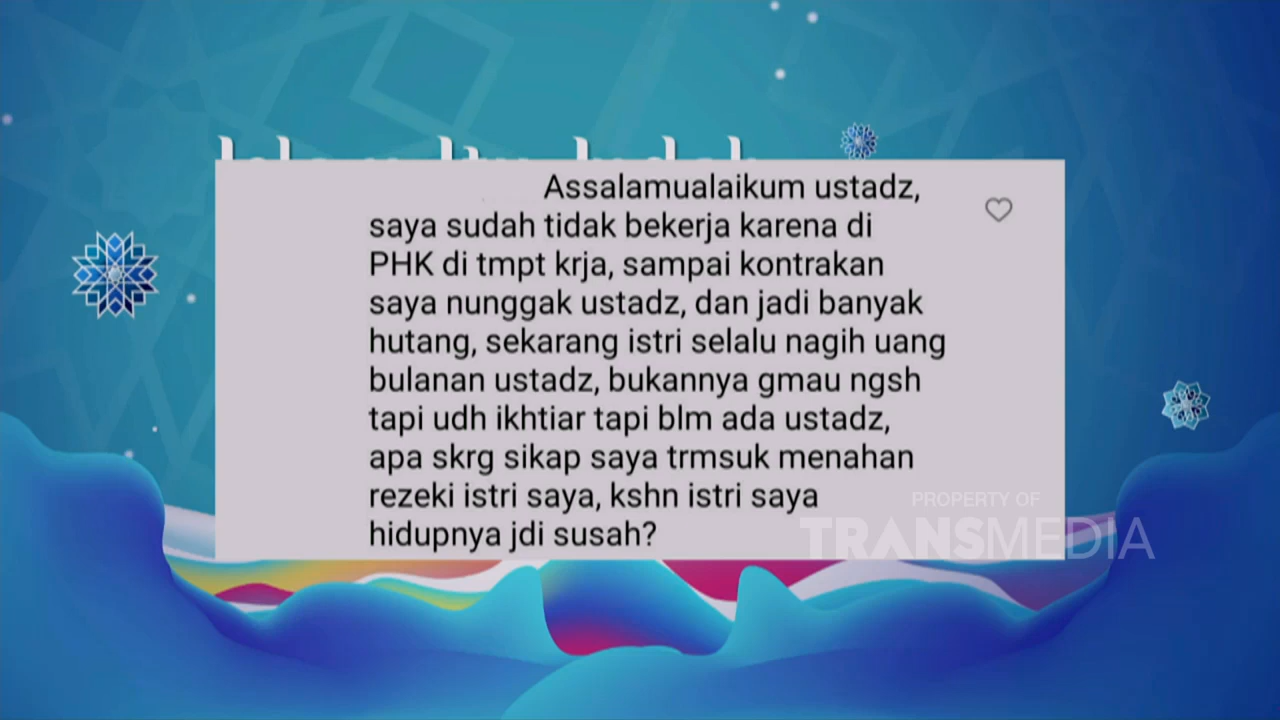 Assalamualaikum ustadz,
saya sudah tidak bekerja karena di
PHK di tmpt krja, sampai kontrakan
saya nunggak ustadz, dan jadi banyak
hutang, sekarang istri selalu nagih uang
bulanan ustadz, bukannya gmau ngsh
tapi udh ikhtiar tapi blm ada ustadz,
apa skrg sikap saya trmsuk menahan
rezeki istri saya, kshn istri saya
hidupnya jdi susah?
PROPERTY OF
TRANSMEDIA